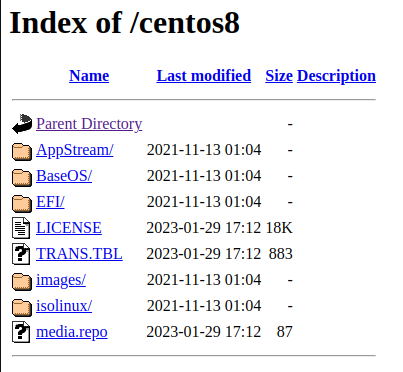 Index of /centos8
Name Last modified Size Description
Parent Directory -
AppStream/ 2021-11-13 01:04 -
BaseOS/ 2021-11-13 01:04 -
EFI/ 2021-11-13 01:04 -
LICENSE 2023-01-29 17:12 18K
TRANS.TBL 2023-01-29 17:12 883
images/ 2021-11-13 01:04 -
isolinux/ 2021-11-13 01:04 -
media.repo 2023-01-29 17:12 87